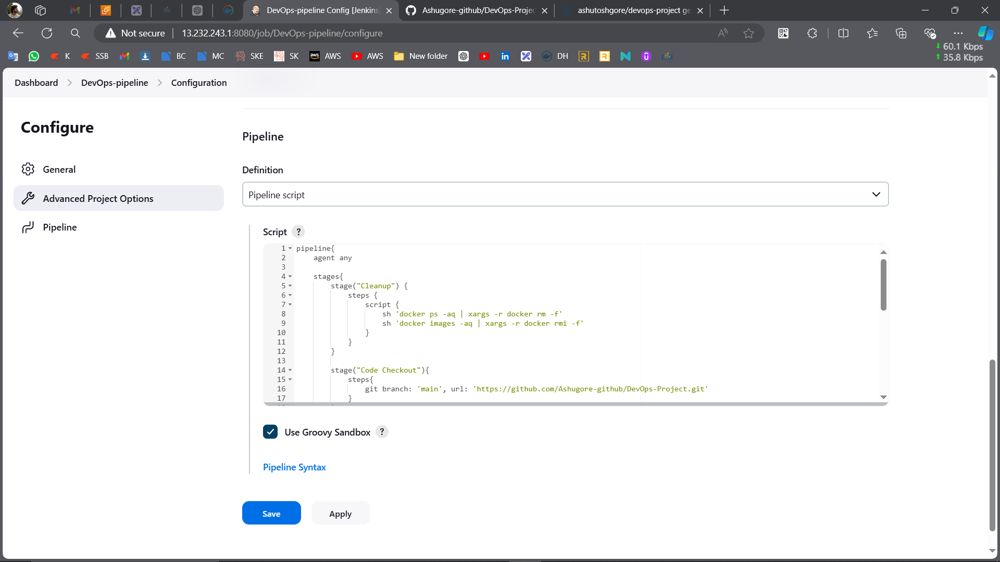 DevOps-pipeline Config [Jenkins]
Ashugore-github/DevOps-Projec
ashutoshgore/devops-project ge
Not secure
13.232.243.1:8080/job/DevOps-pipeline/configure
60.1 Kbps
35.8 Kbps
K
SSB
BC
MC
SKE
SK
aws
AWS
AWS
New folder
in
DH
Dashboard
DevOps-pipeline
Configuration
Configure
General
Advanced Project Options
Pipeline
Pipeline
Definition
Pipeline script
Script ?
1 pipeline{
2 agent any
3
4 stages{
5 stage("Cleanup") {
6 steps {
7 script {
8 sh 'docker ps -aq | xargs -r docker rm -f'
9 sh 'docker images -aq | xargs -r docker rmi -f'
10 }
11 }
12 }
13
14 stage("Code Checkout"){
15 steps{
16 git branch: 'main', url: 'https://github.com/Ashugore-github/DevOps-Project.git'
17 }
Use Groovy Sandbox ?
Pipeline Syntax
Save
Apply